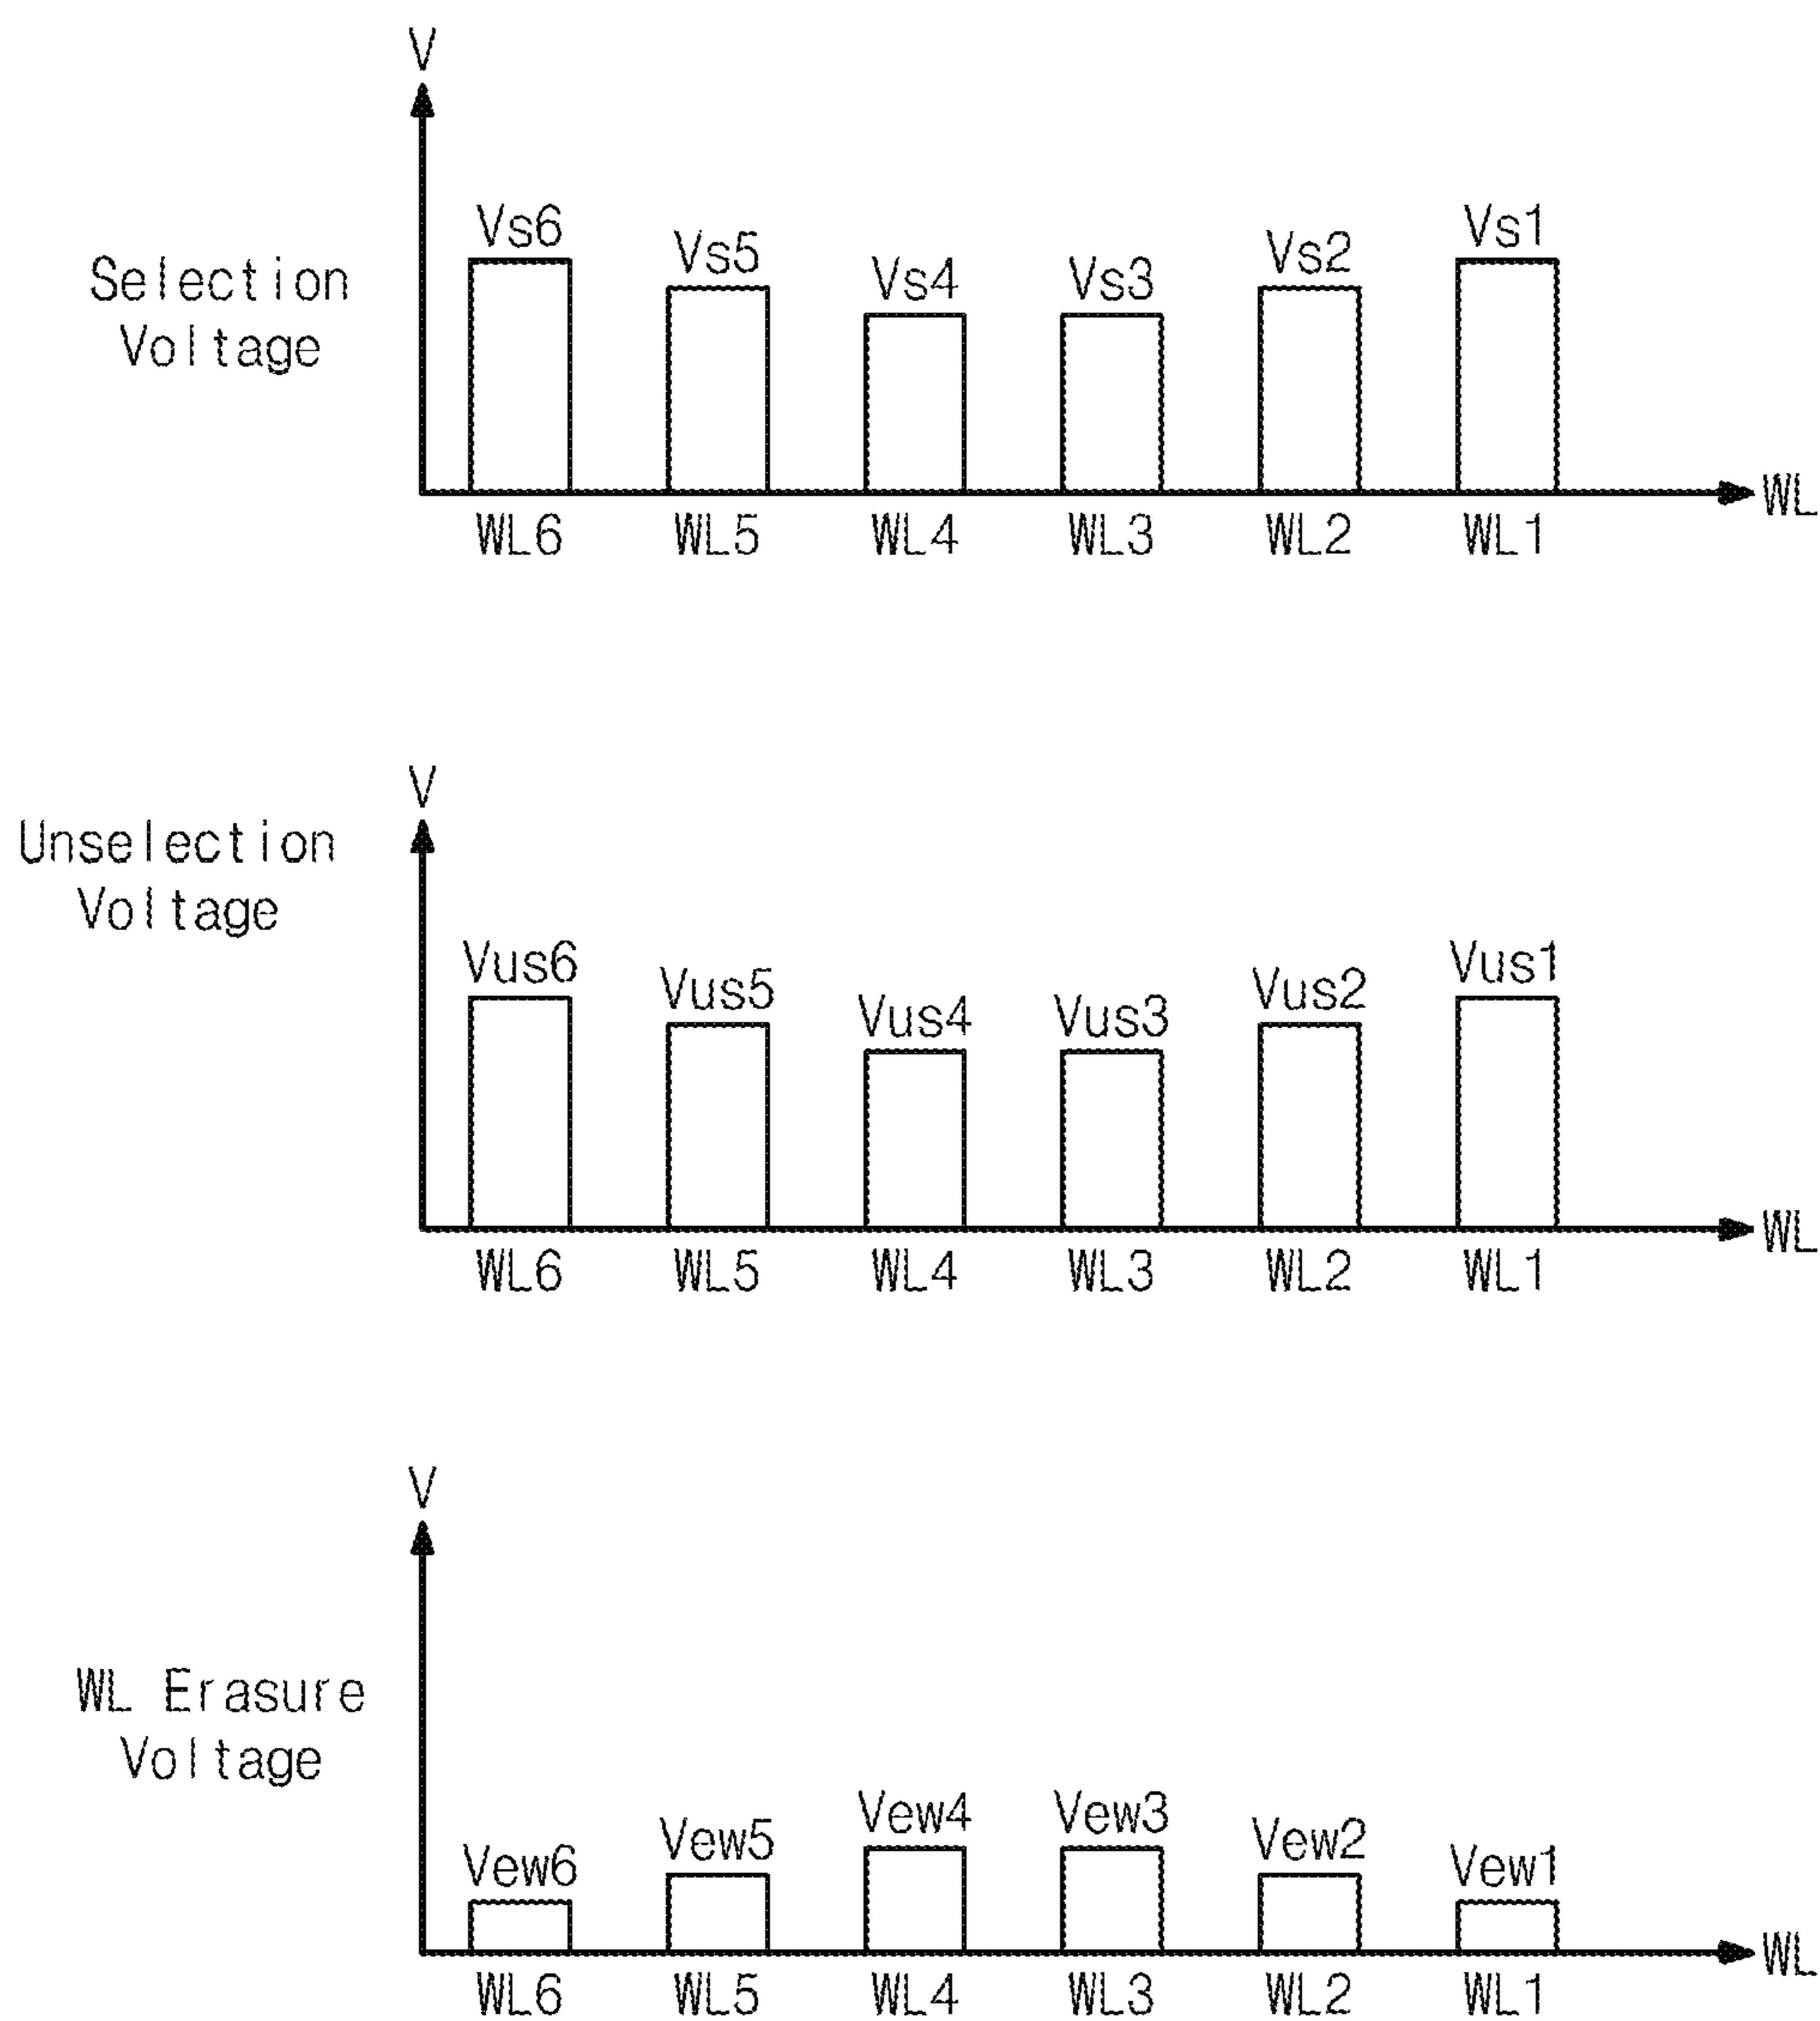 V
Vs6 Vs5 Vs4 Vs3 Vs2 Vs1
Selection
Voltage
WL
WL6 WL5 WL4 WL3 WL2 WL1
V
Unselection
Voltage
Vus6 Vus5 Vus4 Vus3 Vus2 Vus1
WL
WL6 WL5 WL4 WL3 WL2 WL1
V
WL Erasure
Voltage
Vew6 Vew5 Vew4 Vew3 Vew2 Vew1
WL
WL6 WL5 WL4 WL3 WL2 WL1